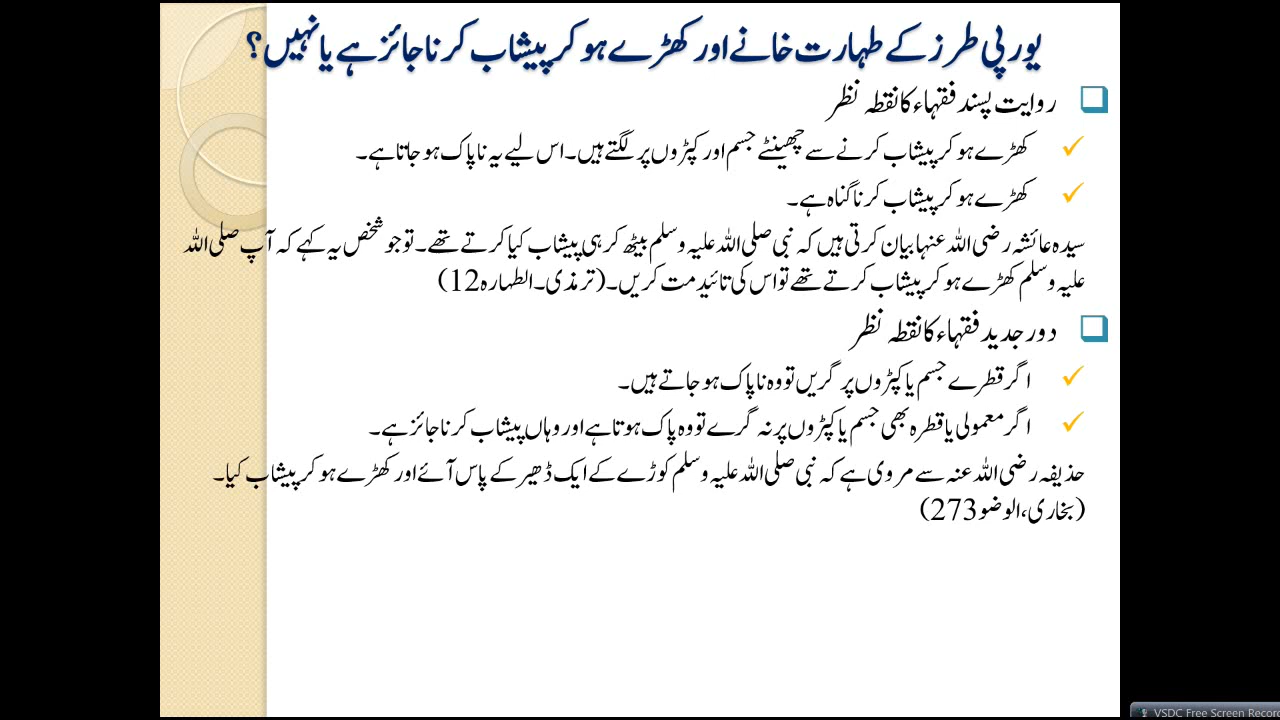 یورپی طرز کے طہارت خانے اور کھڑے ہو کر پیشاب کرنا جائز ہے یا نہیں؟
روایت پسند فقہاء کا نقطہ نظر
کھڑے ہو کر پیشاب کرنے سے چھینٹے جسم اور کپڑوں پر لگتے ہیں۔ اس لیے یہ ناپاک ہو جاتا ہے۔
کھڑے ہو کر پیشاب کرنا گناہ ہے۔
سیدہ عائشہ رضی اللہ عنہا بیان کرتی ہیں کہ نبی صلی اللہ علیہ وسلم بیٹھ کر ہی پیشاب کیا کرتے تھے۔ تو جو شخص یہ کہے کہ آپ صلی اللہ
علیہ وسلم کھڑے ہو کر پیشاب کرتے تھے تو اس کی تائید مت کریں۔ (ترمذی۔ الطہارہ 12)
دور جدید فقہاء کا نقطہ نظر
اگر قطرے جسم یا کپڑوں پر گریں تو وہ ناپاک ہو جاتے ہیں۔
اگر معمولی یا قطرہ بھی جسم یا کپڑوں پر نہ گرے تو وہ پاک ہوتا ہے اور وہاں پیشاب کرنا جائز ہے۔
حذیفہ رضی اللہ عنہ سے مروی ہے کہ نبی صلی اللہ علیہ وسلم کوڑے کے ایک ڈھیر کے پاس آئے اور کھڑے ہو کر پیشاب کیا۔
(بخاری، الوضو 273)
VSDC Free Screen Record